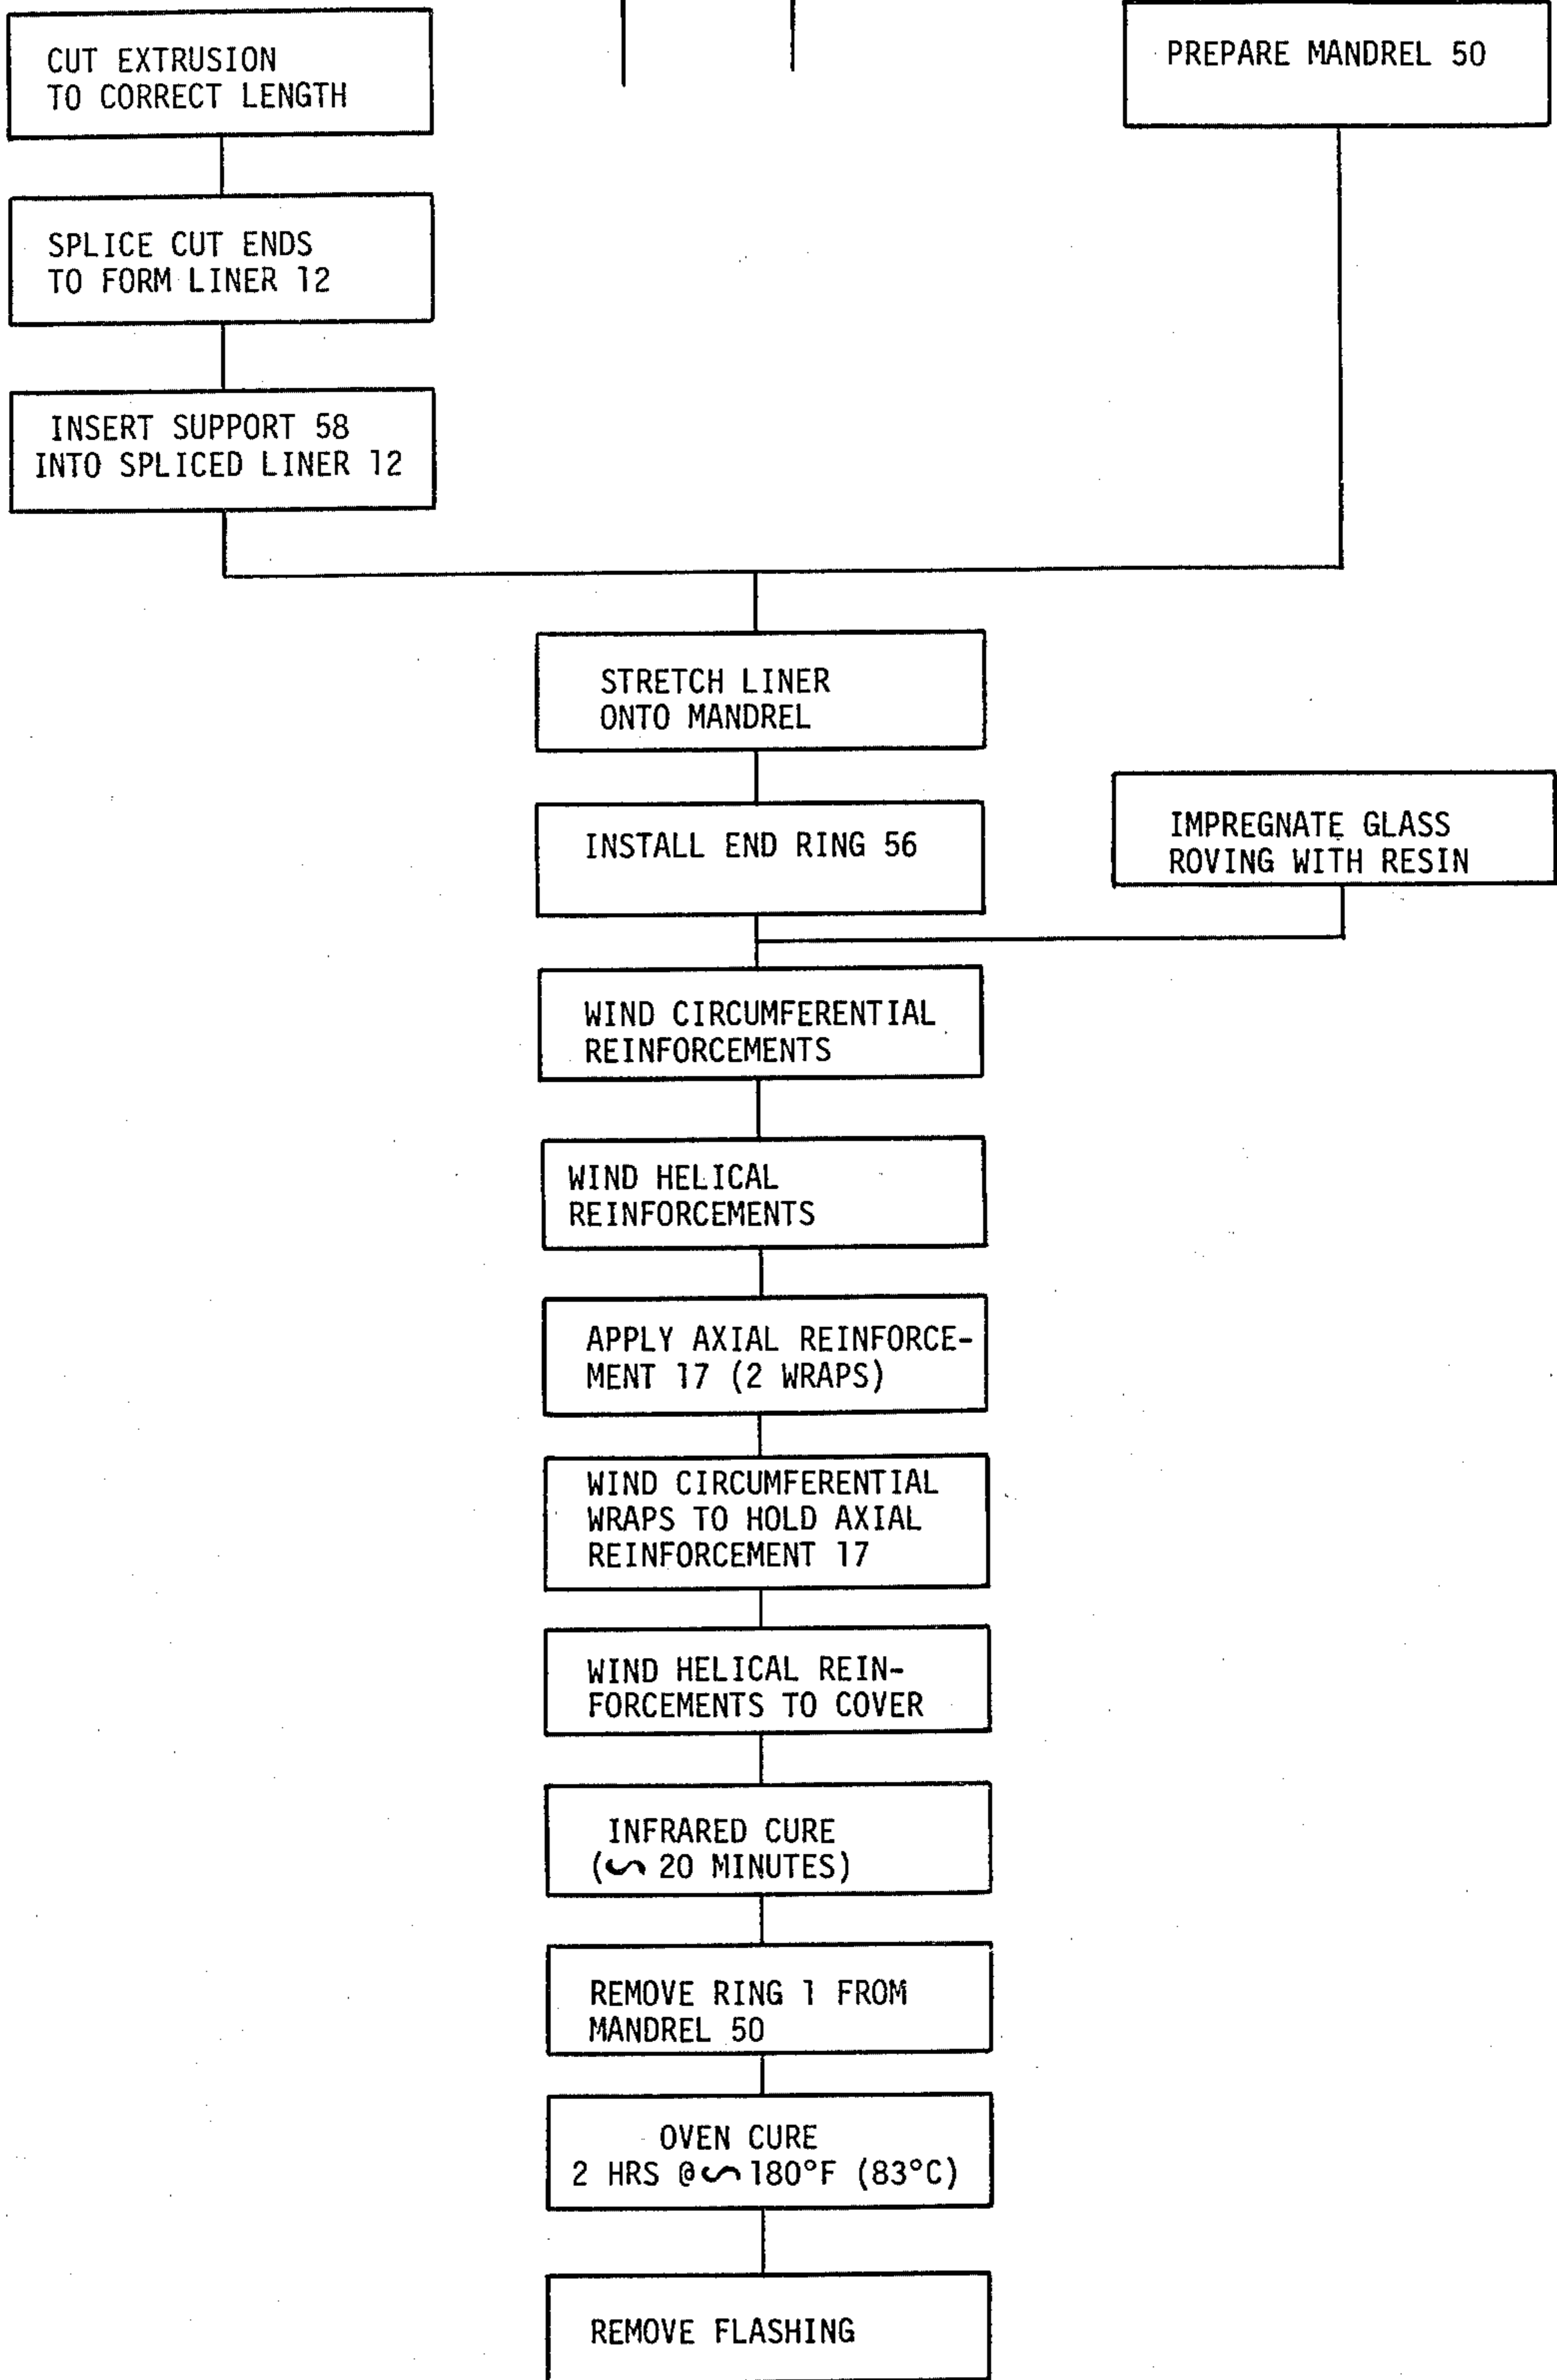 CUT EXTRUSION
TO CORRECT LENGTH
PREPARE MANDREL 50
SPLICE CUT ENDS
TO FORM LINER 12
INSERT SUPPORT 58
INTO SPLICED LINER 12
STRETCH LINER
ONTO MANDREL
INSTALL END RING 56
IMPREGNATE GLASS
ROVING WITH RESIN
WIND CIRCUMFERENTIAL
REINFORCEMENTS
WIND HELICAL
REINFORCEMENTS
APPLY AXIAL REINFORCE-
MENT 17 (2 WRAPS)
WIND CIRCUMFERENTIAL
WRAPS TO HOLD AXIAL
REINFORCEMENT 17
WIND HELICAL REIN-
FORCEMENTS TO COVER
INFRARED CURE
(∽ 20 MINUTES)
REMOVE RING 1 FROM
MANDREL 50
OVEN CURE
2 HRS @∽180°F (83°C)
REMOVE FLASHING